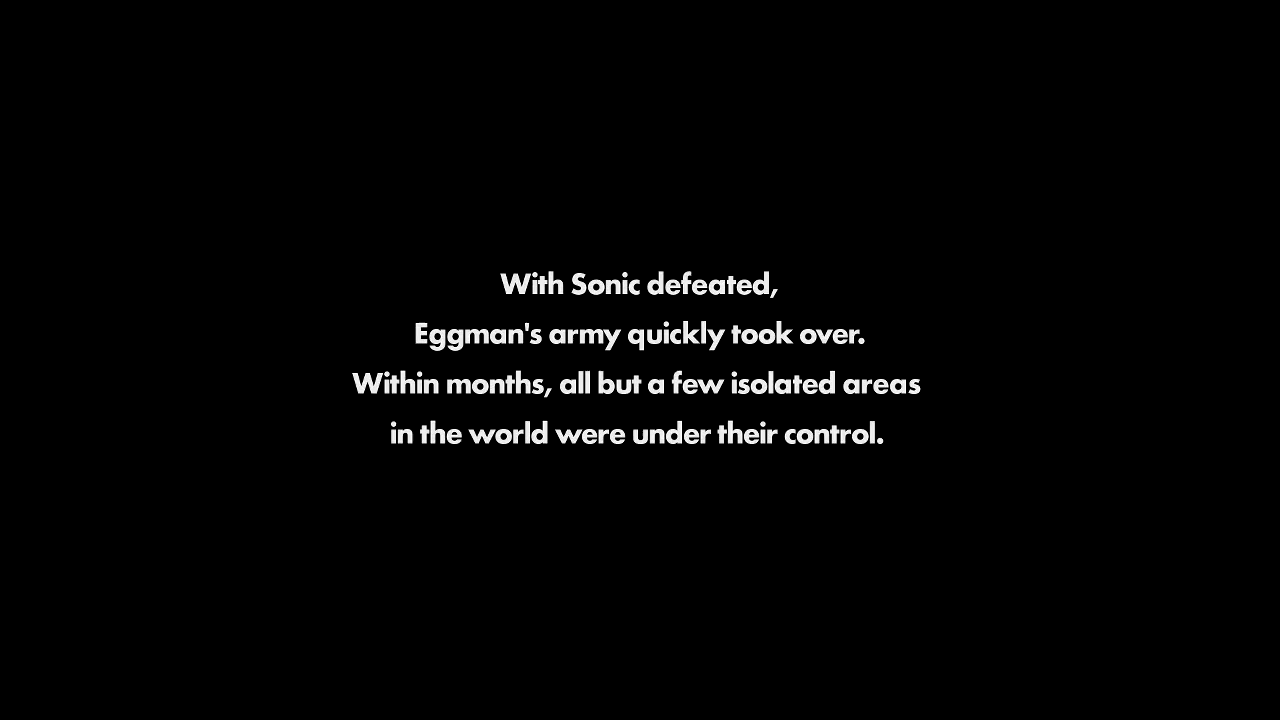 With Sonic defeated,
Eggman's army quickly took over.
Within months, all but a few isolated areas
in the world were under their control.